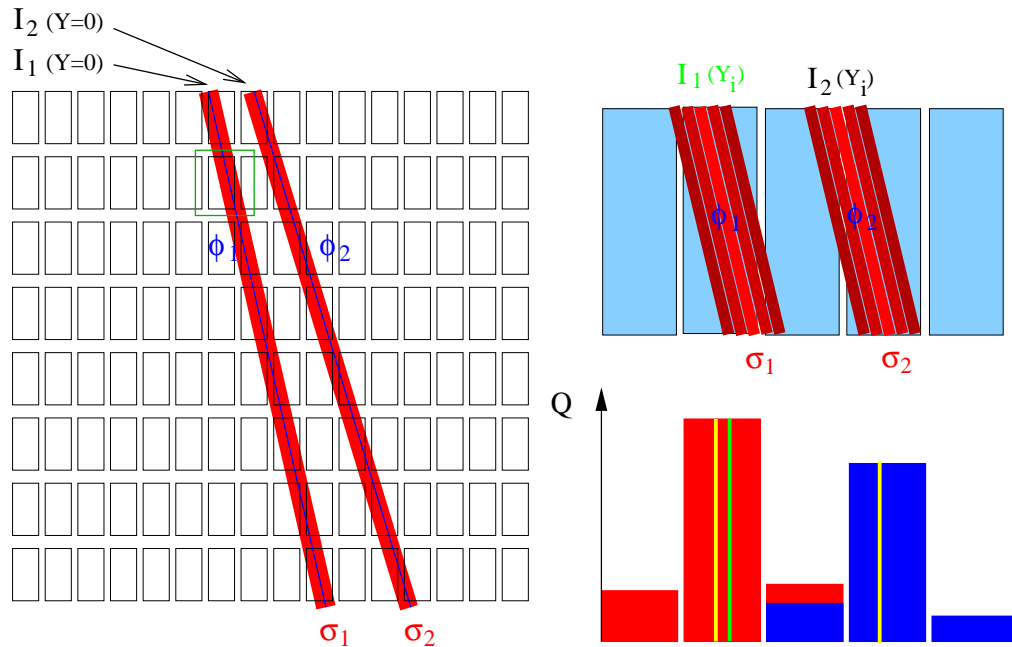 I₂ (Y=0)
I₁ (Y=0)
ϕ₁
ϕ₂
σ₁
σ₂
I₁ (Yᵢ)
I₂ (Yᵢ)
ϕ₁
ϕ₂
σ₁
σ₂
Q